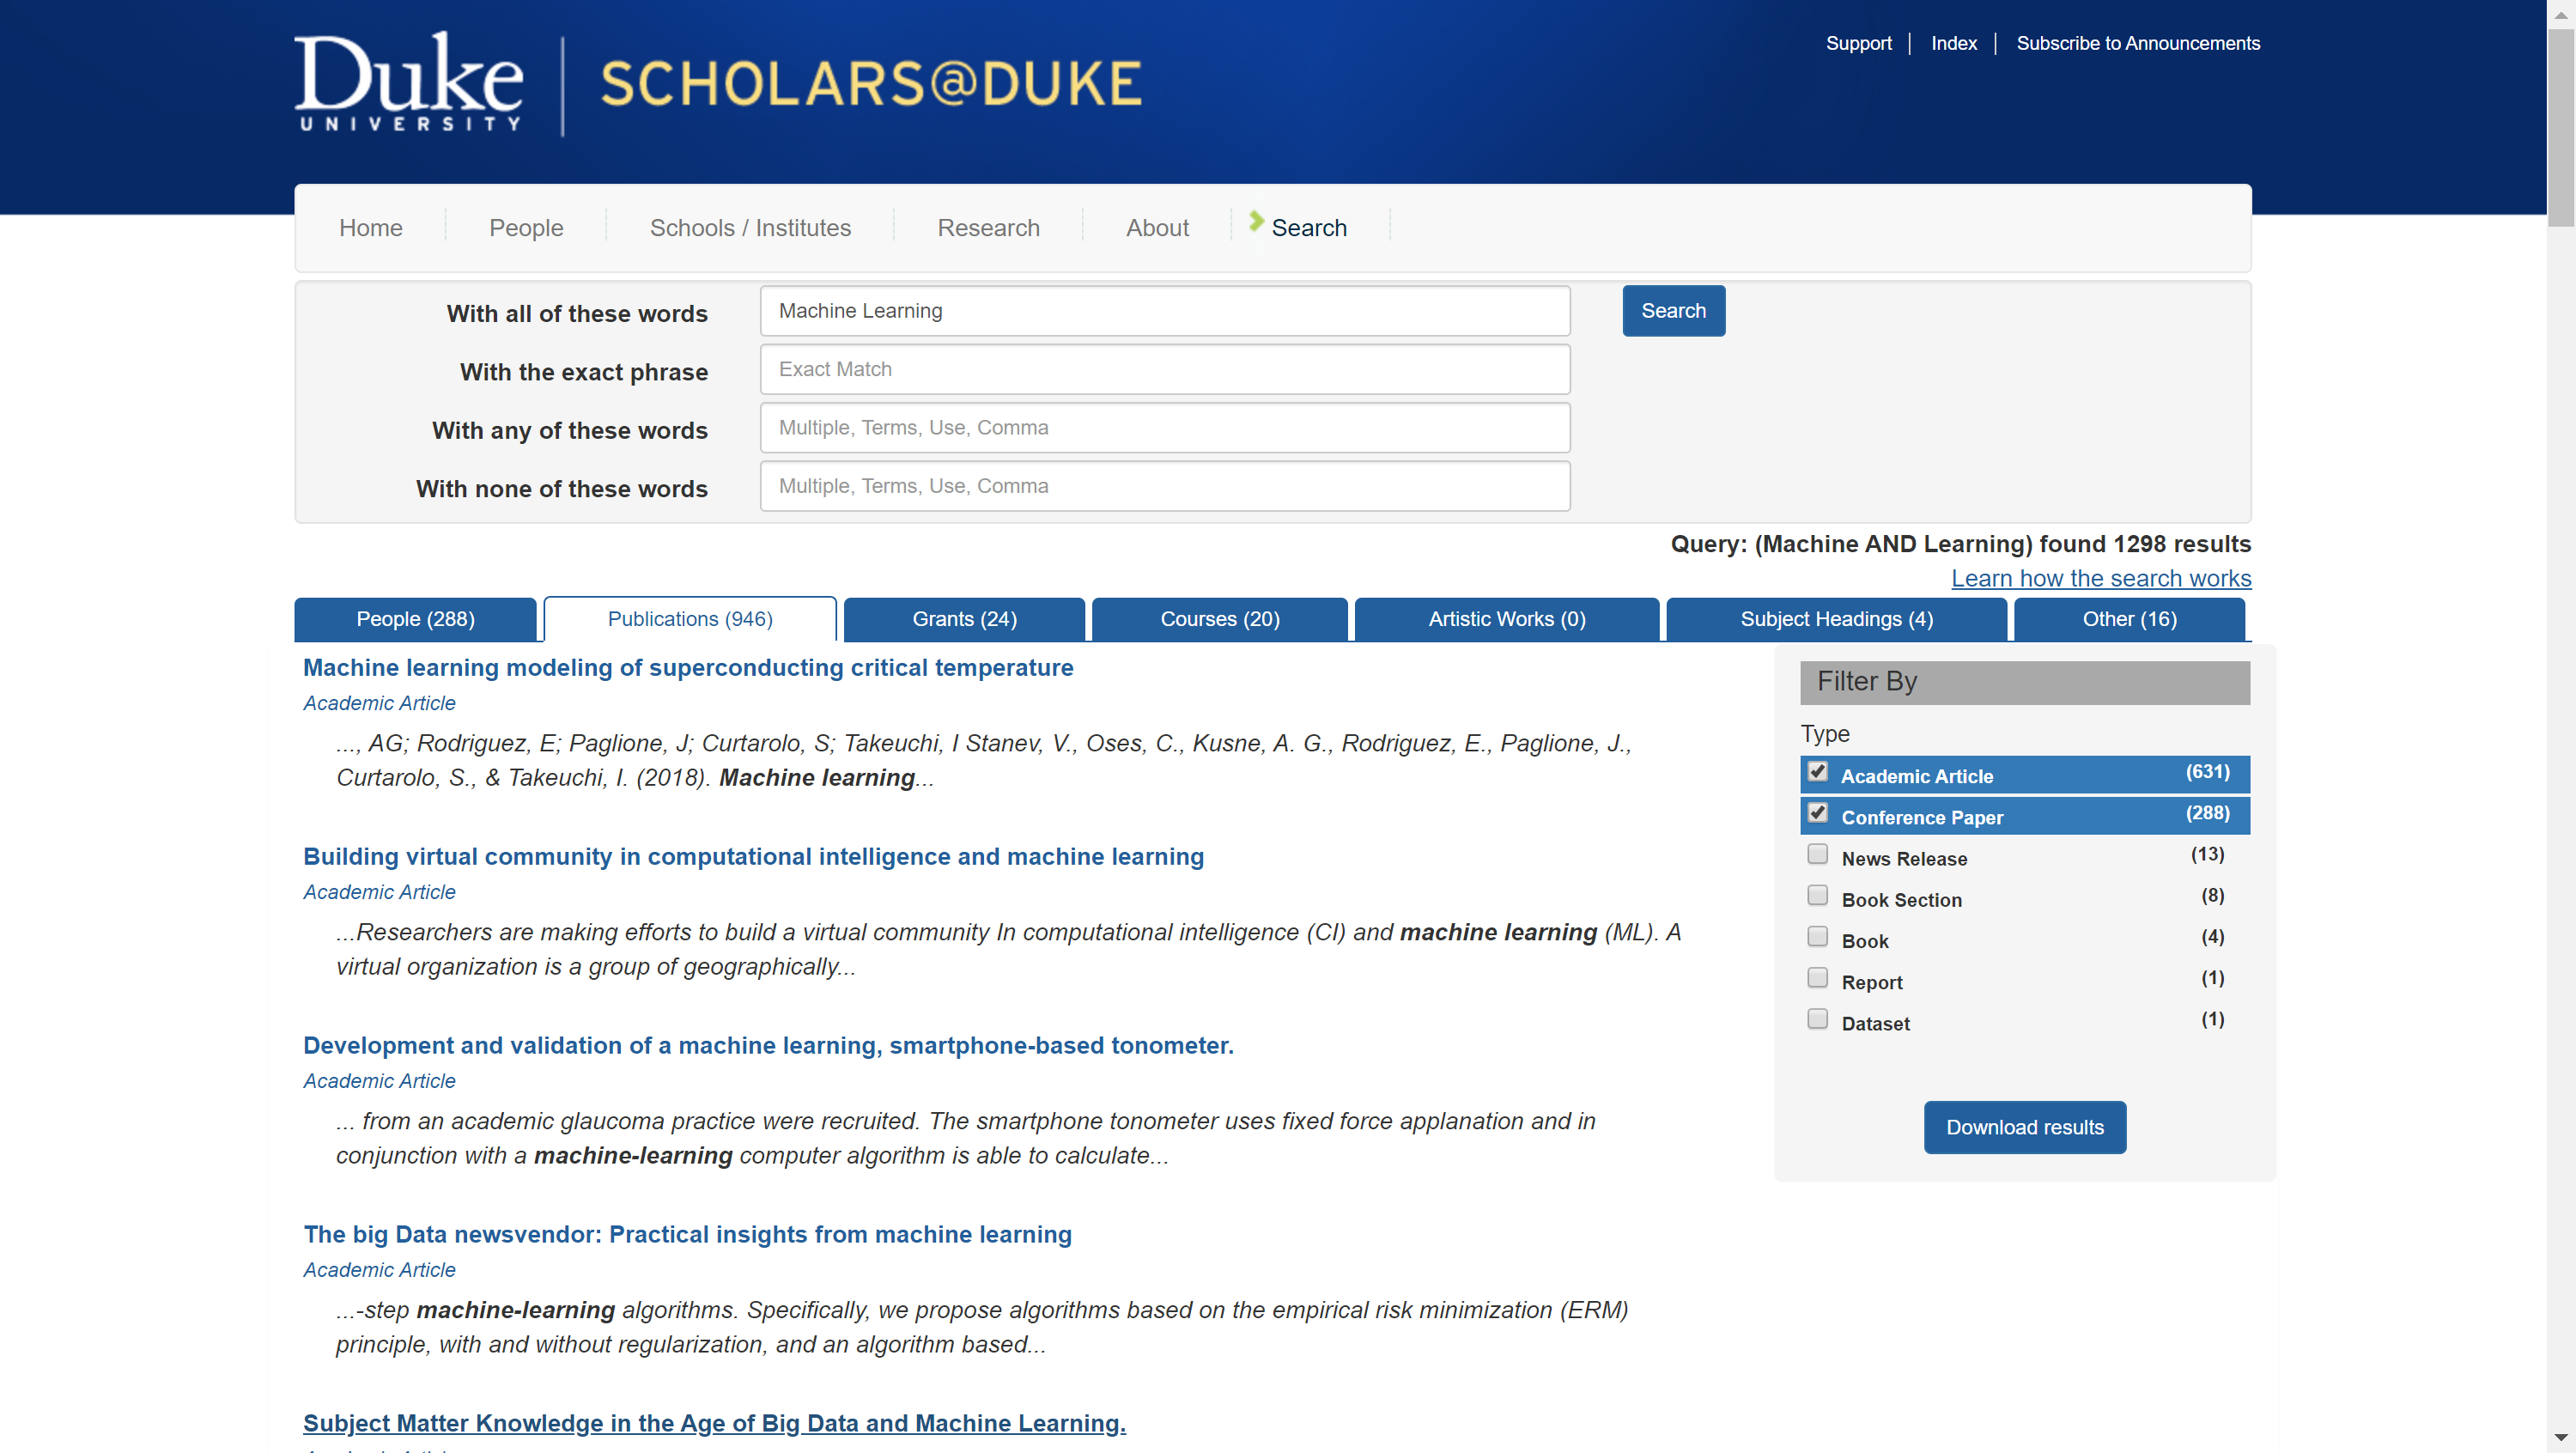 Duke
UNIVERSITY
SCHOLARS@DUKE
Support
Index
Subscribe to Announcements
Home
People
Schools / Institutes
Research
About
Search
With all of these words
Machine Learning
Search
With the exact phrase
Exact Match
With any of these words
Multiple, Terms, Use, Comma
With none of these words
Multiple, Terms, Use, Comma
Query: (Machine AND Learning) found 1298 results
Learn how the search works
People (288)
Publications (946)
Grants (24)
Courses (20)
Artistic Works (0)
Subject Headings (4)
Other (16)
Machine learning modeling of superconducting critical temperature
Academic Article
..., AG; Rodriguez, E; Paglione, J; Curtarolo, S; Takeuchi, I Stanev, V., Oses, C., Kusne, A. G., Rodriguez, E., Paglione, J.,
Curtarolo, S., & Takeuchi, I. (2018). Machine learning...
Building virtual community in computational intelligence and machine learning
Academic Article
...Researchers are making efforts to build a virtual community In computational intelligence (CI) and machine learning (ML). A
virtual organization is a group of geographically...
Development and validation of a machine learning, smartphone-based tonometer.
Academic Article
... from an academic glaucoma practice were recruited. The smartphone tonometer uses fixed force applanation and in
conjunction with a machine-learning computer algorithm is able to calculate...
The big Data newsvendor: Practical insights from machine learning
Academic Article
...-step machine-learning algorithms. Specifically, we propose algorithms based on the empirical risk minimization (ERM)
principle, with and without regularization, and an algorithm based...
Subject Matter Knowledge in the Age of Big Data and Machine Learning.
Filter By
Type
Academic Article (631)
Conference Paper (288)
News Release (13)
Book Section (8)
Book (4)
Report (1)
Dataset (1)
Download results